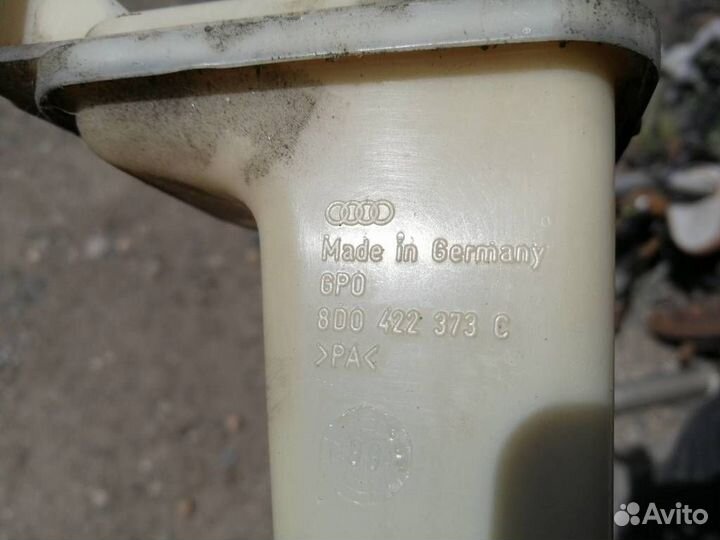 Made in Germany
GPO
8D0 422 373 C
>PA<
Avito